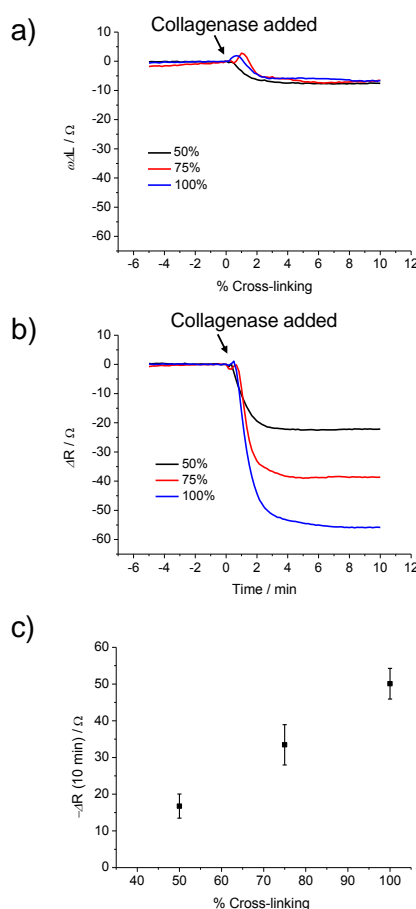 a)
Collagenase added
0
-10
-20
-30
-40
-50
-60
ωΔL / Ω
50%
75%
100%
-6 -4 -2 0 2 4 6 8 10 12
% Cross-linking
b)
Collagenase added
0
-10
-20
-30
-40
-50
-60
ΔR / Ω
50%
75%
100%
-6 -4 -2 0 2 4 6 8 10 12
Time / min
c)
60
50
40
30
20
10
0
-ΔR (10 min) / Ω
40 50 60 70 80 90 100
% Cross-linking